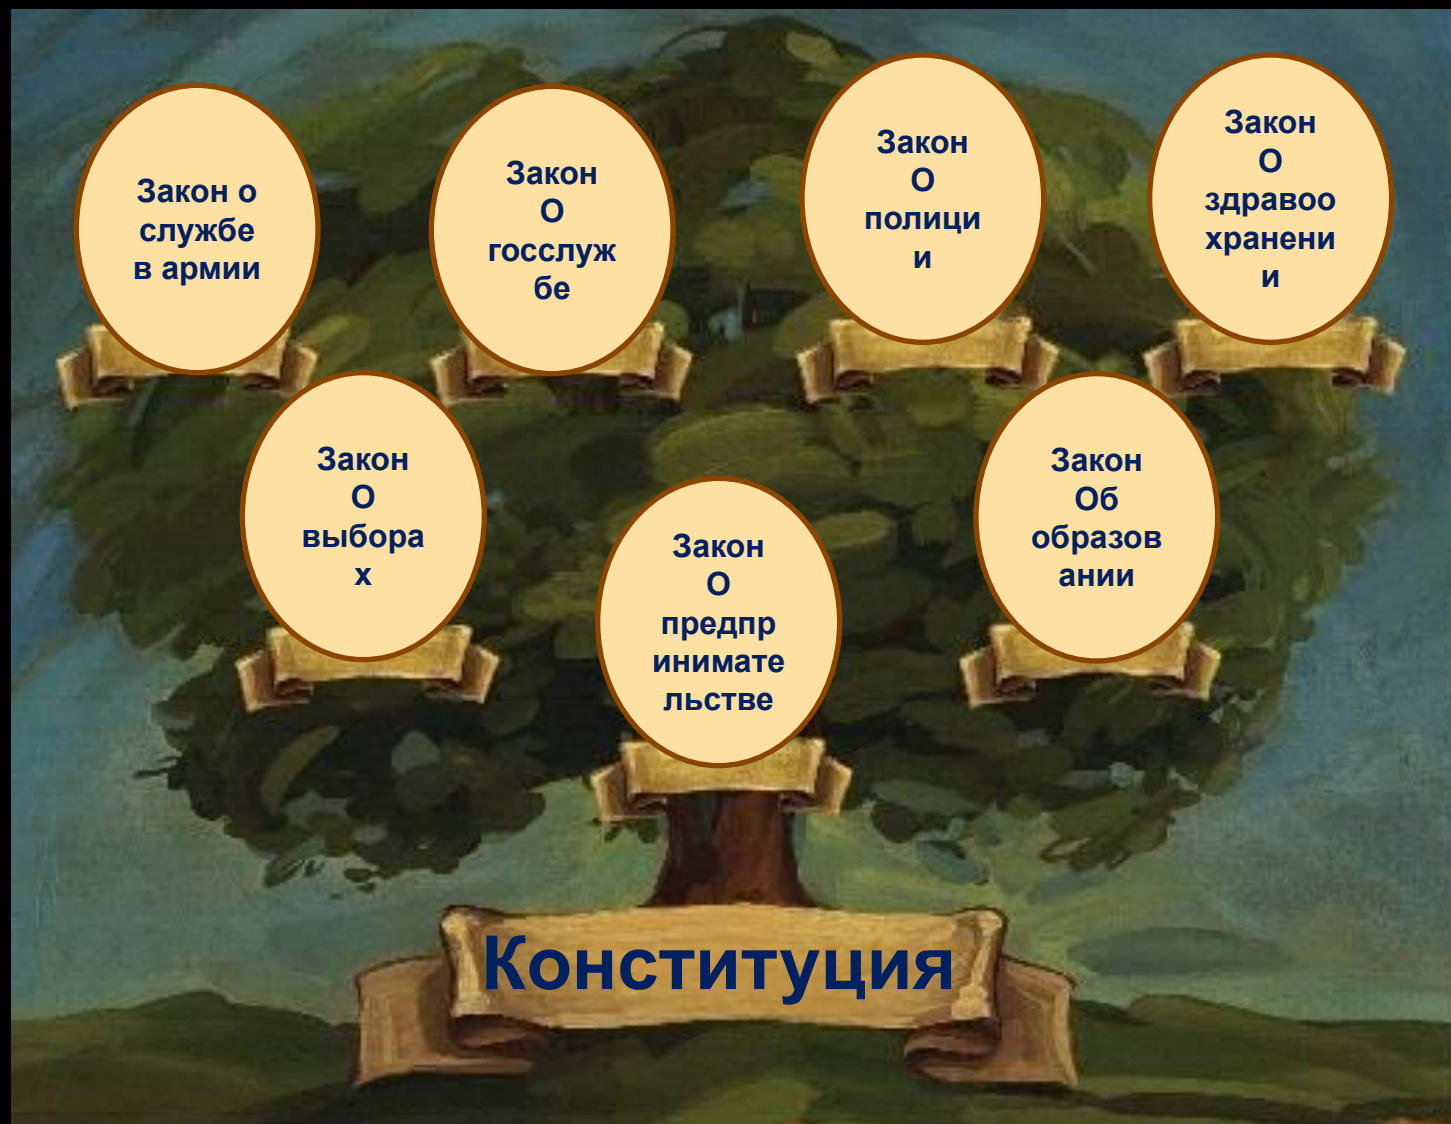 Закон о
службе
в армии
Закон
О
госслуж
бе
Закон
О
полици
и
Закон
О
здравоо
хранени
и
Закон
О
выбора
х
Закон
О
предпр
инимате
льстве
Закон
Об
образов
ании
Конституция